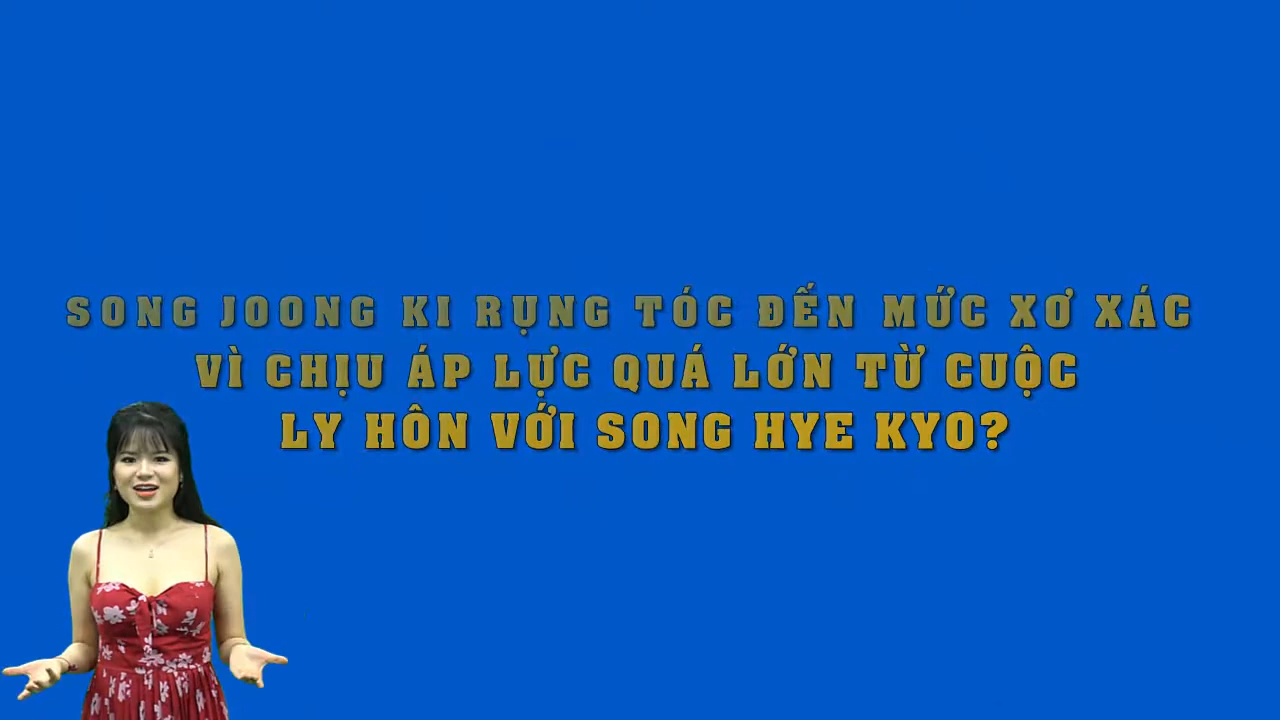 SONG JOONG KI RỤNG TÓC ĐẾN MỨC XƠ XÁC
VÌ CHỊU ÁP LỰC QUÁ LỚN TỪ CUỘC
LY HÔN VỚI SONG HYE KYO?